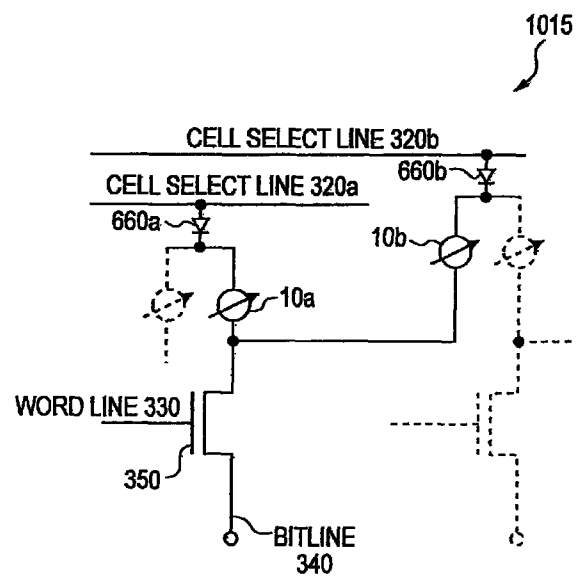 1015
CELL SELECT LINE 320b
660b
CELL SELECT LINE 320a
660a
10b
10a
WORD LINE 330
350
BITLINE
340